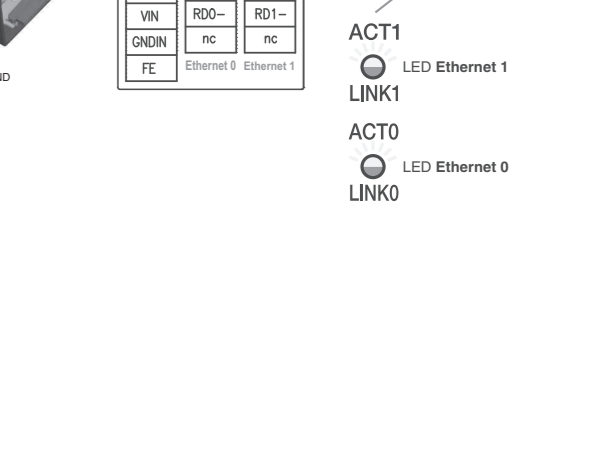 VIN RD0– RD1–
GNDIN nc nc
FE Ethernet 0 Ethernet 1
ACT1
LED Ethernet 1
LINK1
ACT0
LED Ethernet 0
LINK0